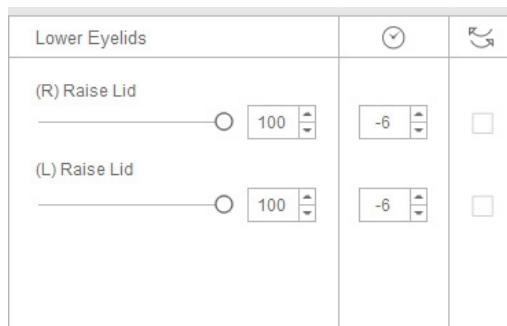 Lower Eyelids
(R) Raise Lid
100 -6
(L) Raise Lid
100 -6